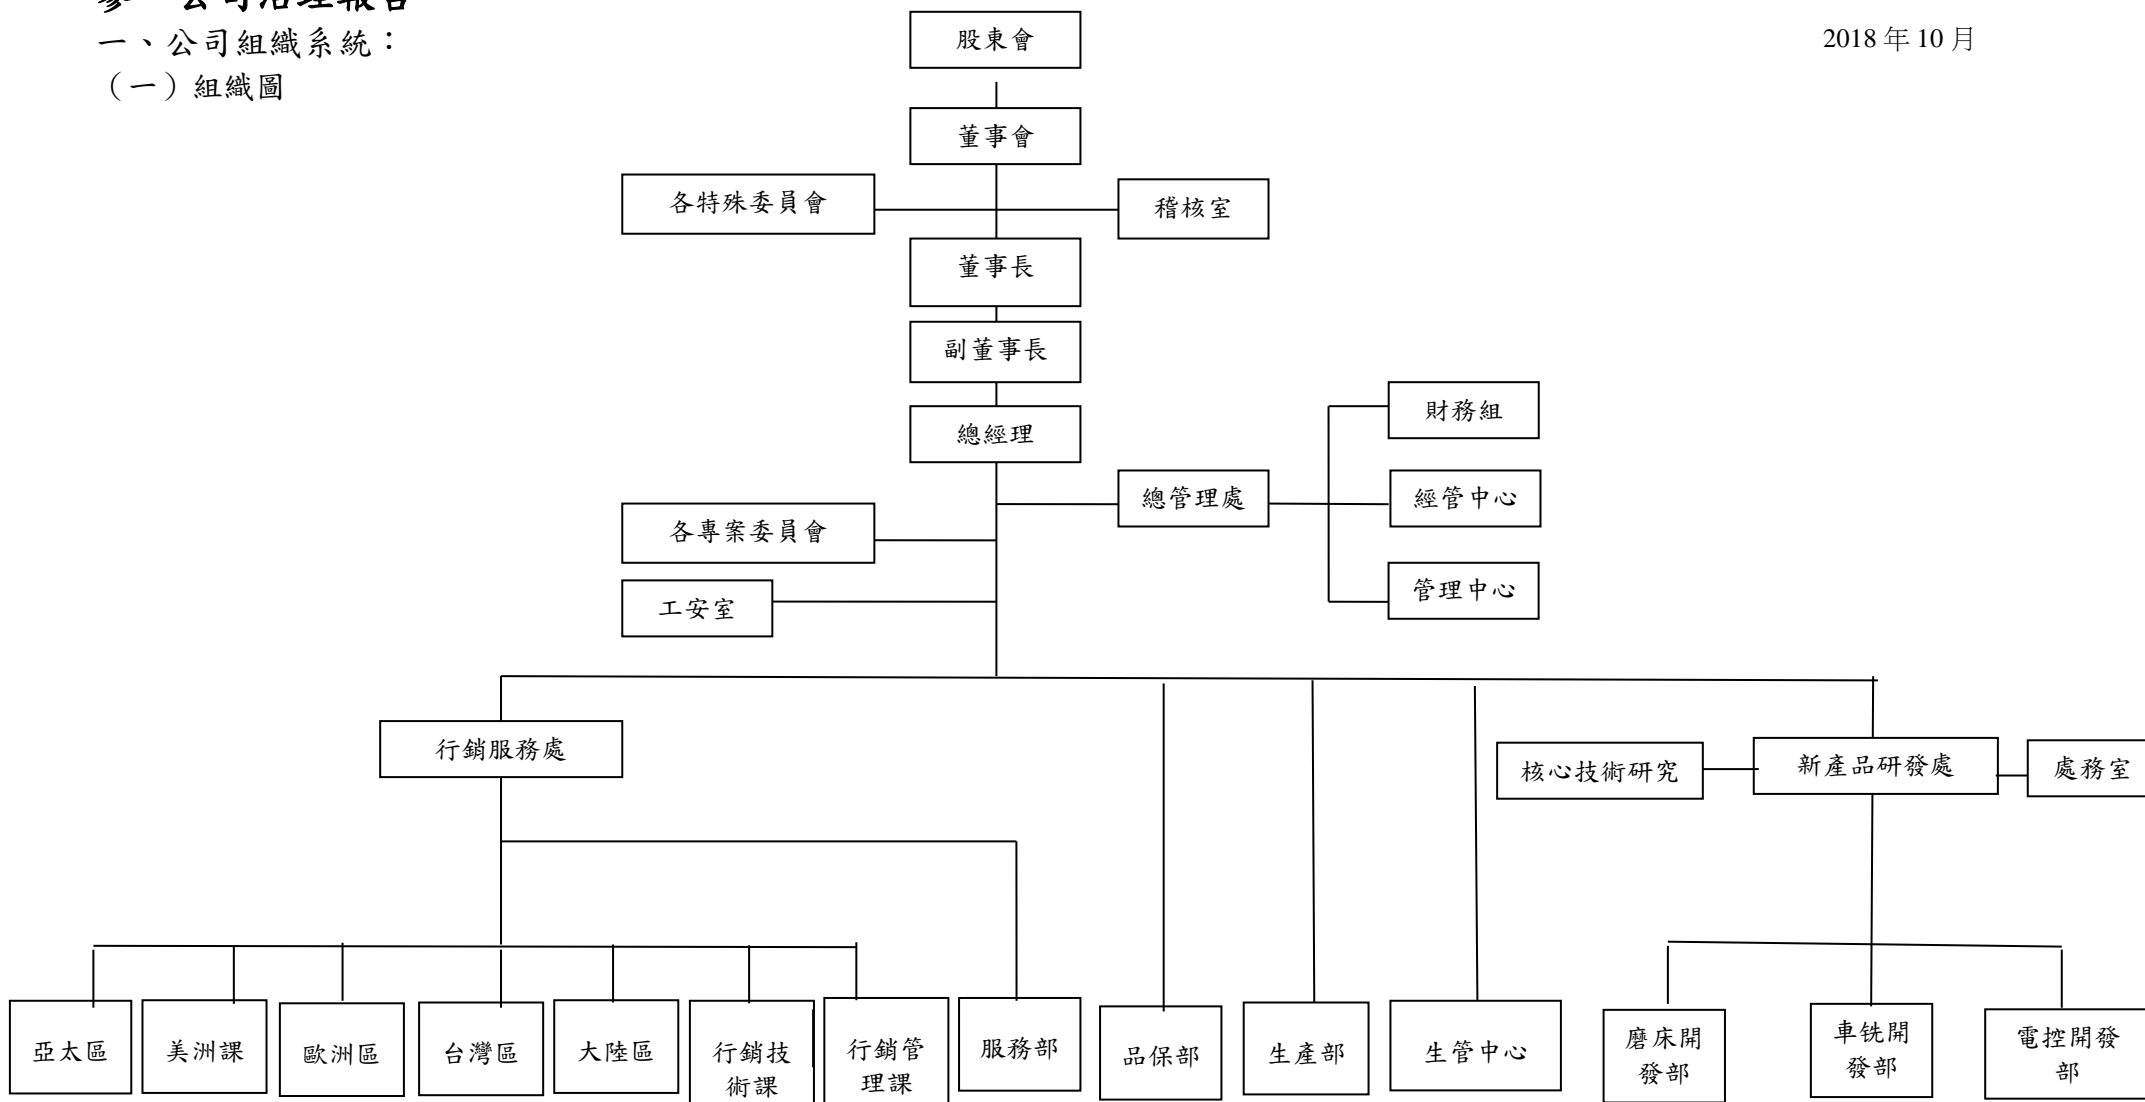 參、公司治理報告
一、公司組織系統：
（一）組織圖
2018 年 10 月
股東會
董事會
各特殊委員會
稽核室
董事長
副董事長
總經理
財務組
總管理處
經管中心
各專案委員會
管理中心
工安室
行銷服務處
核心技術研究
新產品研發處
處務室
亞太區
美洲課
歐洲區
台灣區
大陸區
行銷技
術課
行銷管
理課
服務部
品保部
生產部
生管中心
磨床開
發部
車铣開
發部
電控開發
部